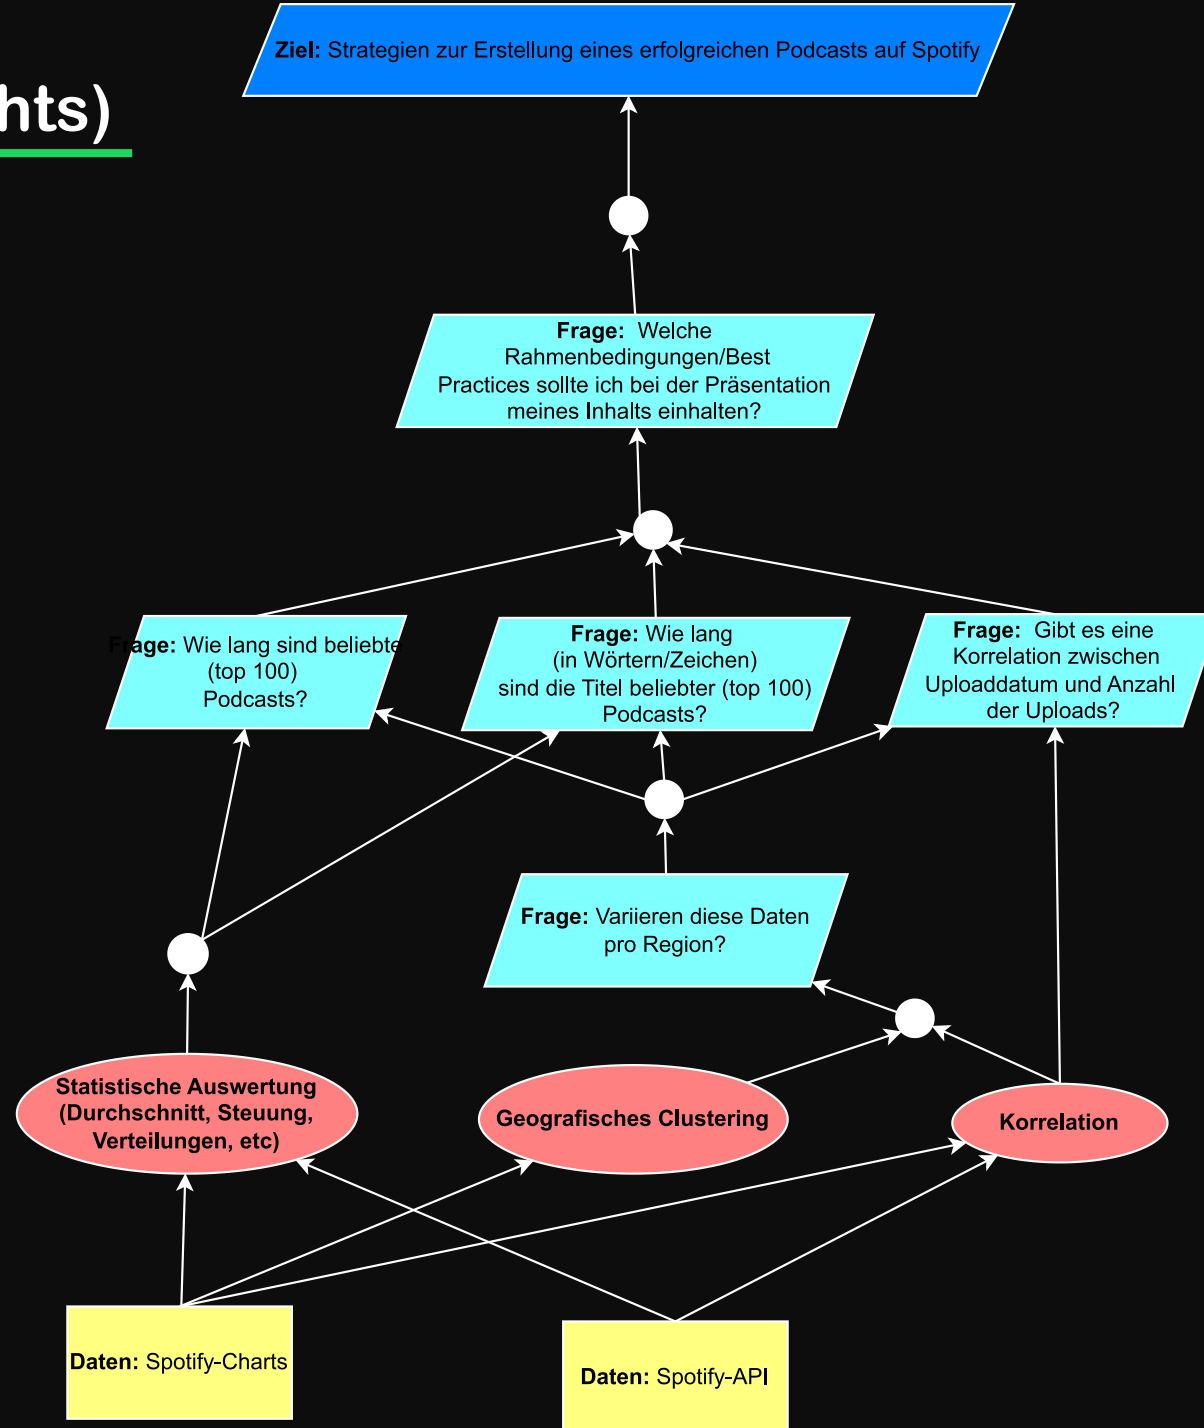 Ziel: Strategien zur Erstellung eines erfolgreichen Podcasts auf Spotify
hts)
Frage: Welche
Rahmenbedingungen/Best
Practices sollte ich bei der Präsentation
meines Inhalts einhalten?
Frage: Wie lang sind beliebte
(top 100)
Podcasts?
Frage: Wie lang
(in Wörtern/Zeichen)
sind die Titel beliebter (top 100)
Podcasts?
Frage: Gibt es eine
Korrelation zwischen
Uploaddatum und Anzahl
der Uploads?
Frage: Variieren diese Daten
pro Region?
Statistische Auswertung
(Durchschnitt, Steuung,
Verteilungen, etc)
Geografisches Clustering
Korrelation
Daten: Spotify-Charts
Daten: Spotify-API